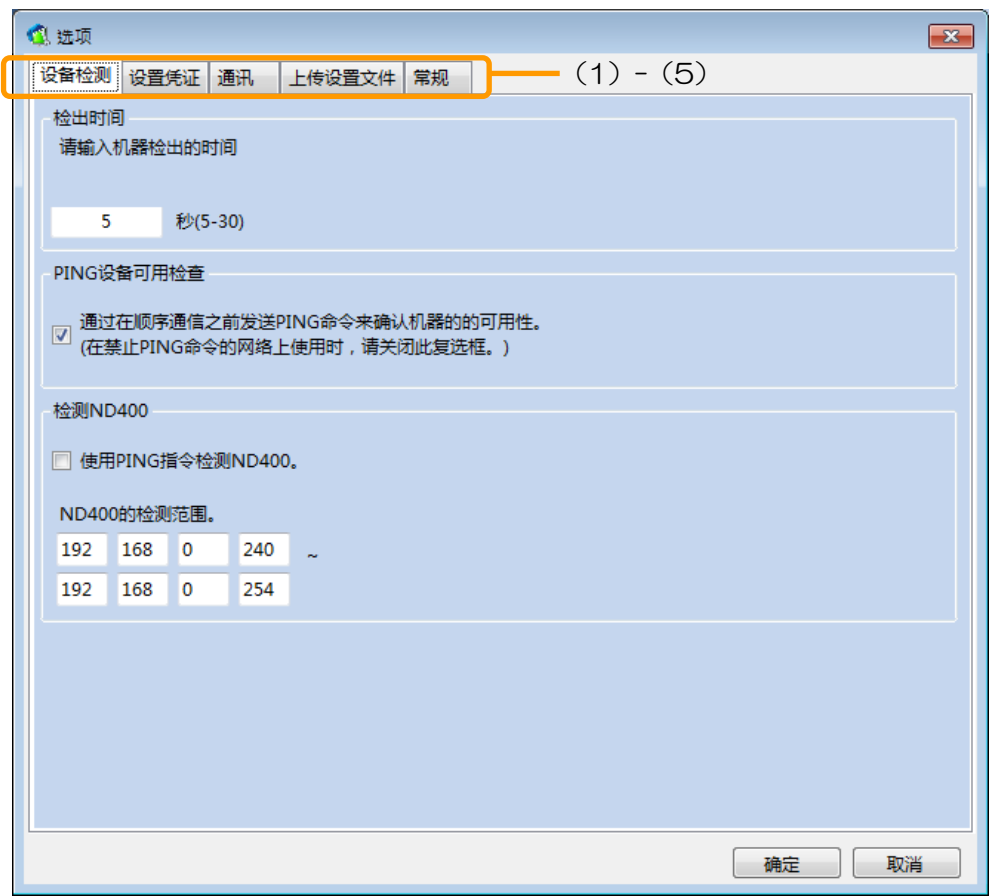 选项
设备检测 设置凭证 通讯 上传设置文件 常规 (1) - (5)
检出时间
请输入机器检出的时间
5 秒(5-30)
PING设备可用检查
通过在顺序通信之前发送PING命令来确认机器的的可用性。
(在禁止PING命令的网络上使用时，请关闭此复选框。)
检测ND400
使用PING指令检测ND400。
ND400的检测范围。
192 168 0 240 ~
192 168 0 254
确定 取消